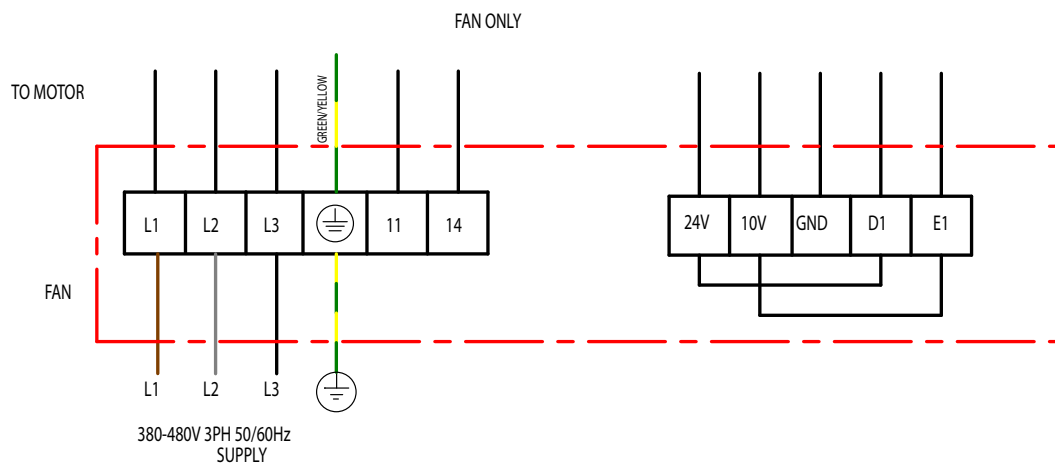 FAN ONLY
TO MOTOR
GREEN/YELLOW
L1 L2 L3 11 14
24V 10V GND D1 E1
FAN
L1 L2 L3
380-480V 3PH 50/60Hz
SUPPLY